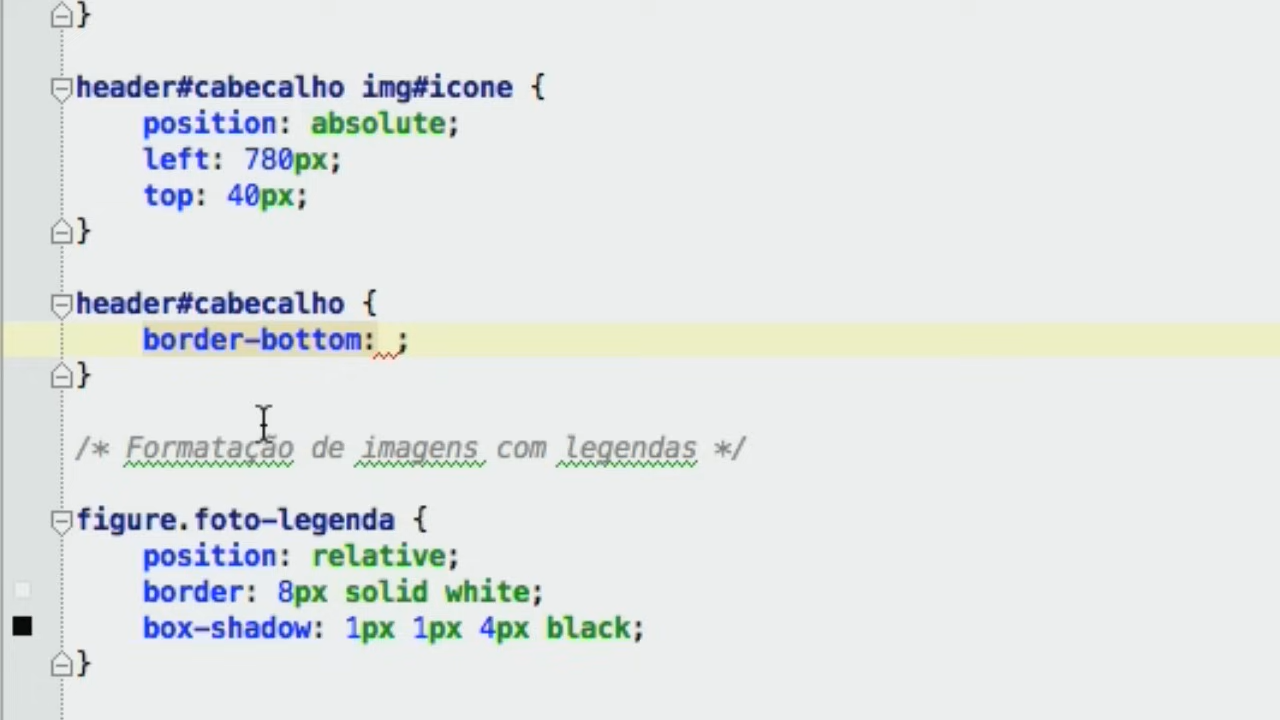 }
header#cabecalho img#icone {
position: absolute;
left: 780px;
top: 40px;
}
header#cabecalho {
border-bottom: ;
}
/* Formatação de imagens com legendas */
figure.foto-legenda {
position: relative;
border: 8px solid white;
box-shadow: 1px 1px 4px black;
}